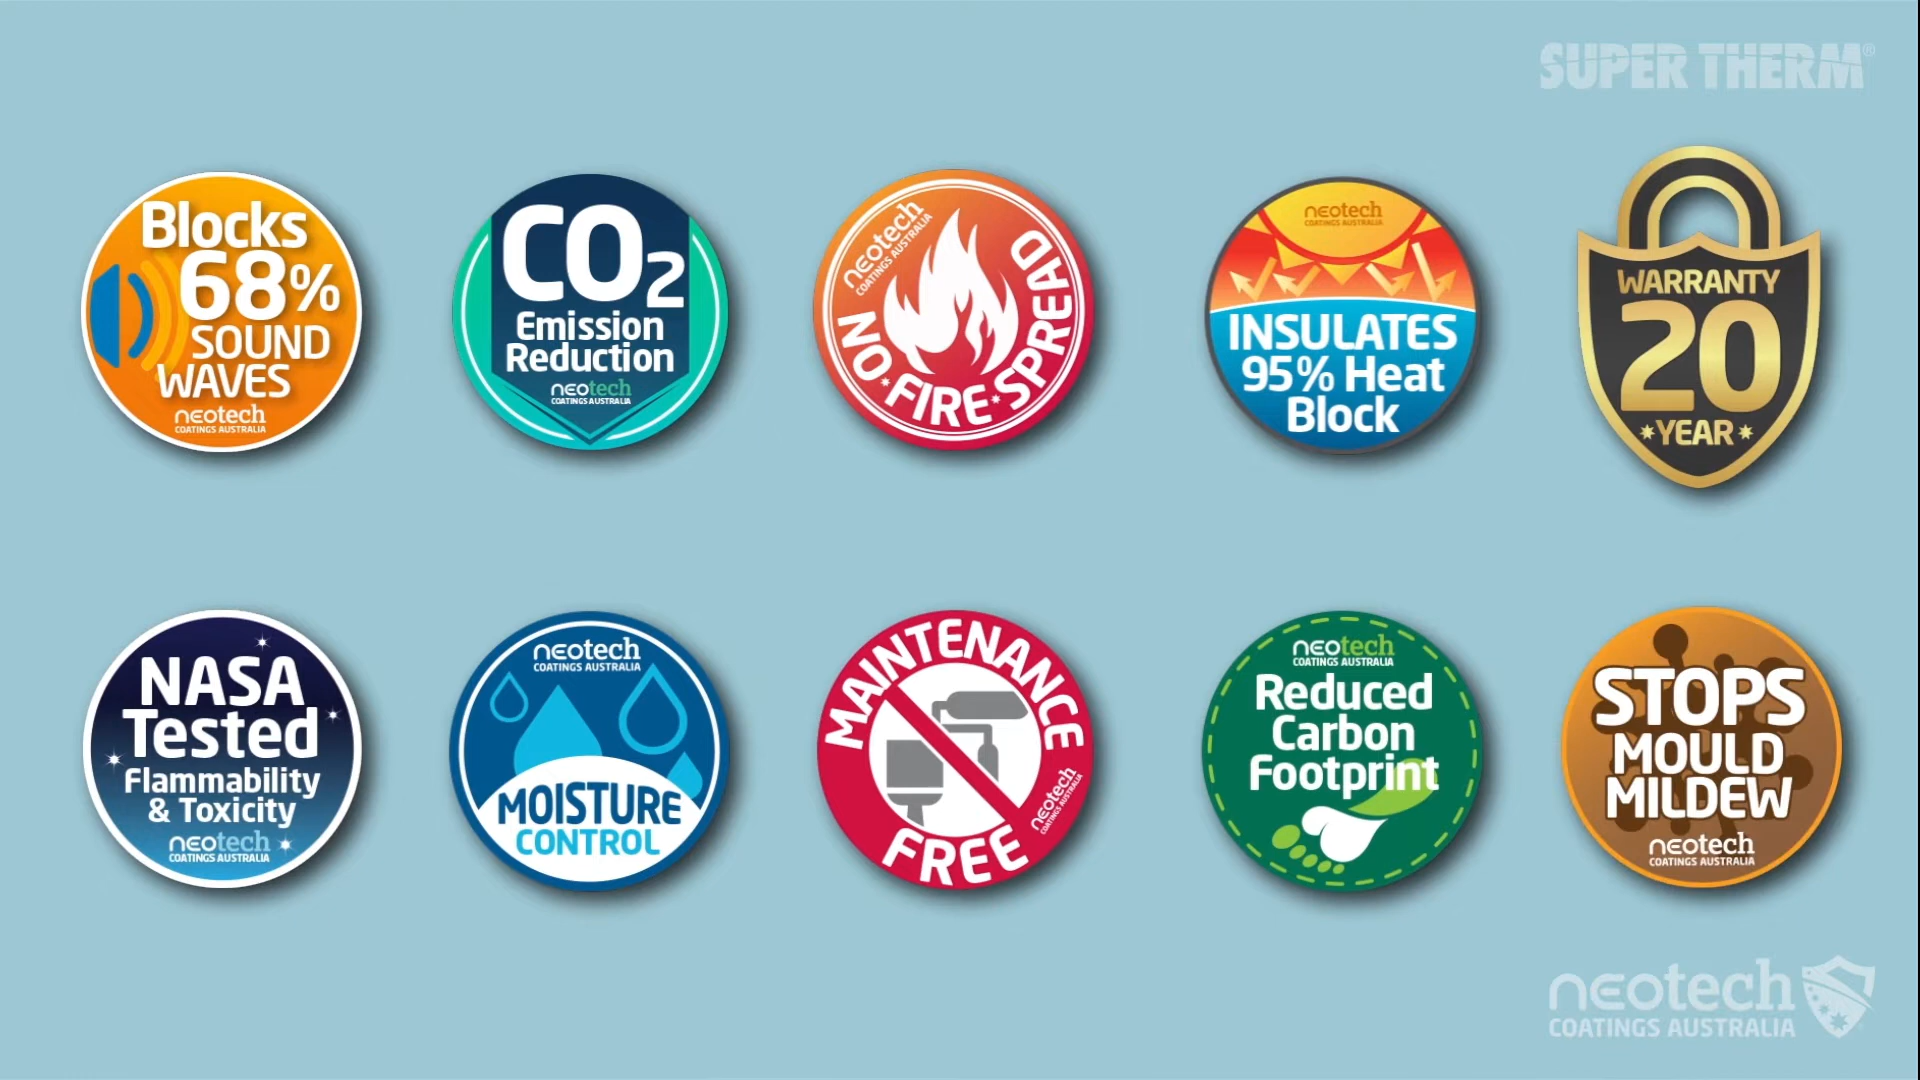 SUPER THERM®
Blocks
68%
SOUND
WAVES
neotech
COATINGS AUSTRALIA
CO2
Emission
Reduction
neotech
COATINGS AUSTRALIA
neotech
COATINGS AUSTRALIA
NO FIRE SPREAD
neotech
COATINGS AUSTRALIA
INSULATES
95% Heat
Block
WARRANTY
20
YEAR
NASA
Tested
Flammability
& Toxicity
neotech
COATINGS AUSTRALIA
neotech
COATINGS AUSTRALIA
MOISTURE
CONTROL
MAINTENANCE
FREE
neotech
COATINGS AUSTRALIA
neotech
COATINGS AUSTRALIA
Reduced
Carbon
Footprint
STOPS
MOULD
MILDEW
neotech
COATINGS AUSTRALIA
neotech
COATINGS AUSTRALIA